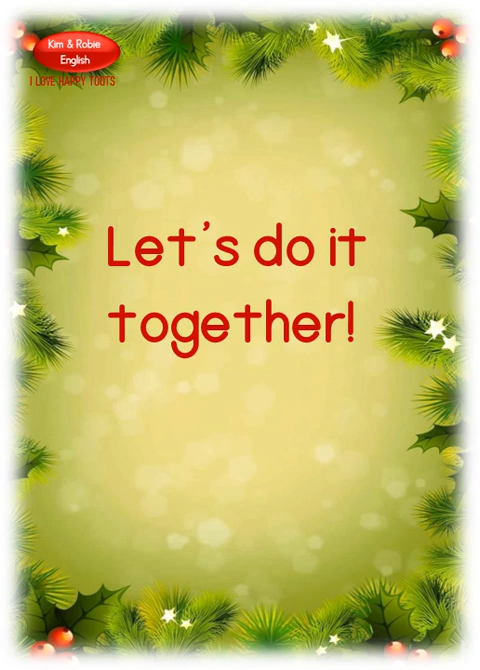 Kim & Robie
English
I LOVE HAPPY TOOTS
Let's do it
together!